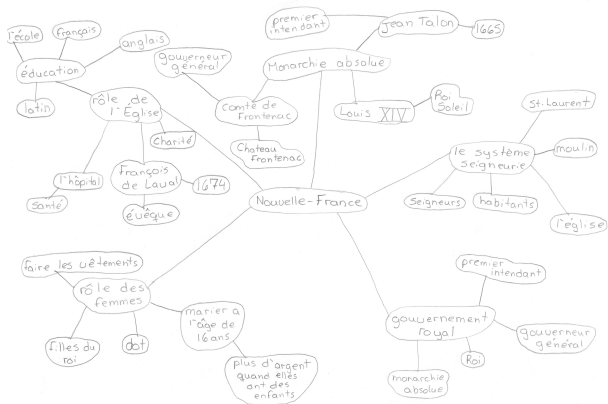 premier
intendant
Jean Talon
1665
l'école
français
anglais
gouverneur
général
Monarchie absolue
éducation
latin
rôle de
l'Église
Comte de
Frontenac
Louis XIV
Roi
Soleil
St. Laurent
Charité
Chateau
Frontenac
le système
seigneurie
moulin
l'hôpital
François
de Laval
1674
santé
évêque
Nouvelle-France
seigneurs
habitants
l'église
faire les vêtements
rôle des
femmes
marier a
l'âge de
16 ans
filles du
roi
dot
plus d'argent
quand elles
ont des
enfants
premier
intendant
gouvernement
royal
gouverneur
général
Roi
monarchie
absolue